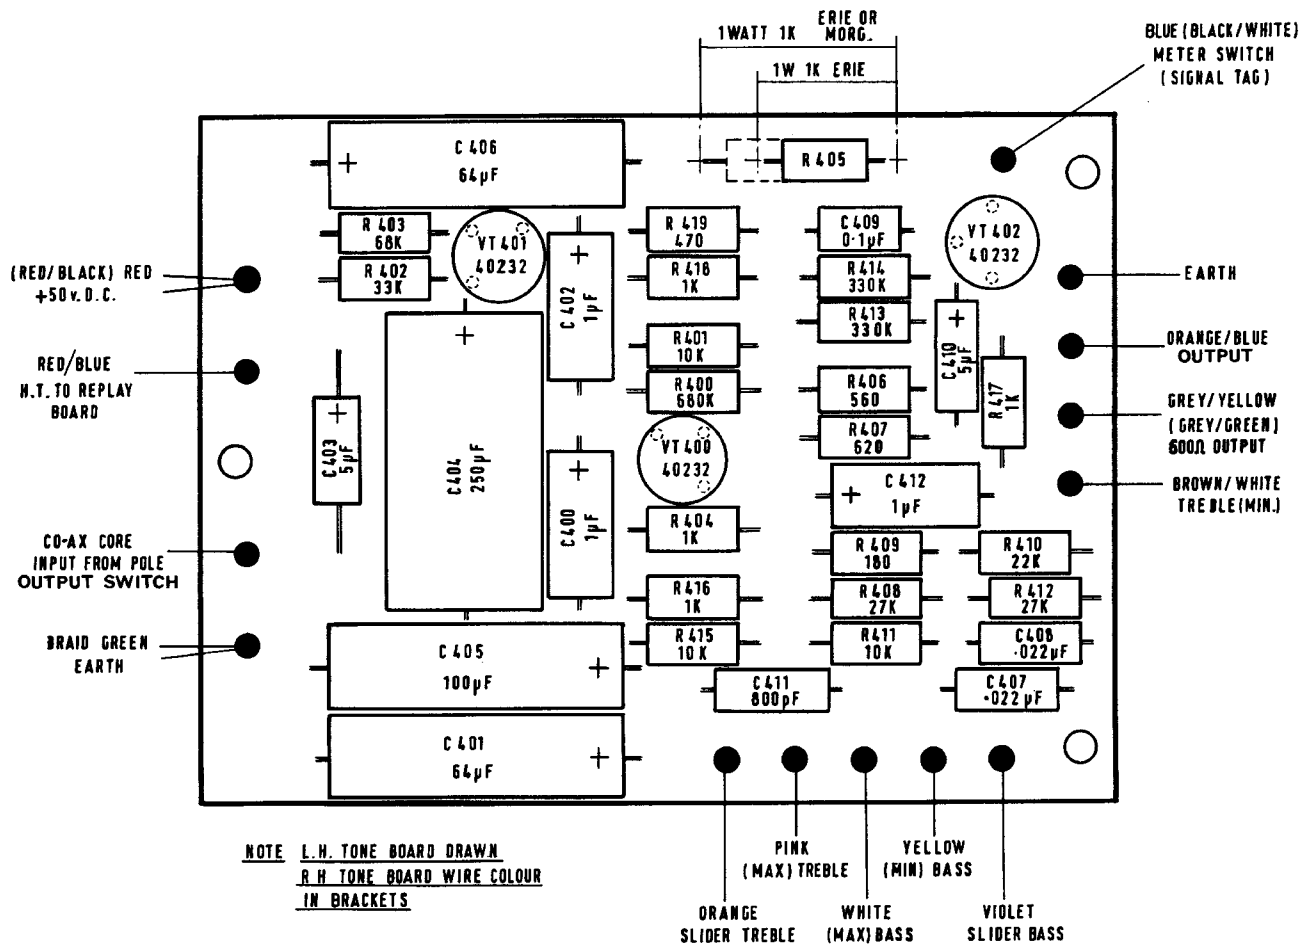 1WATT 1K ERIE OR MORG.
1W 1K ERIE
BLUE (BLACK/WHITE)
METER SWITCH
(SIGNAL TAG)
C 406
64µF
R 405
R 403
68K
R 402
33K
VT 401
40232
C 402
1µF
R 419
470
R 418
1K
C 409
0·1µF
R 414
330K
R 413
330K
VT 402
40232
(RED/BLACK) RED
+50v. D.C.
RED/BLUE
H.T. TO REPLAY
BOARD
CO-AX CORE
INPUT FROM POLE
OUTPUT SWITCH
BRAID GREEN
EARTH
EARTH
ORANGE/BLUE
OUTPUT
GREY/YELLOW
(GREY/GREEN)
600Ω OUTPUT
BROWN/WHITE
TREBLE (MIN.)
R 401
10K
R 400
680K
C 410
5µF
R 417
1K
R 406
560
R 407
620
C 403
5µF
C 404
250µF
C 400
1µF
VT 400
40232
C 412
1µF
R 404
1K
R 409
180
R 410
22K
R 416
1K
R 408
27K
R 412
27K
R 415
10K
R 411
10K
C 408
·022µF
C 405
100µF
C 411
800pF
C 407
·022µF
C 401
64µF
PINK
(MAX) TREBLE
YELLOW
(MIN) BASS
ORANGE
SLIDER TREBLE
WHITE
(MAX) BASS
VIOLET
SLIDER BASS
NOTE L.H. TONE BOARD DRAWN
R H TONE BOARD WIRE COLOUR
IN BRACKETS